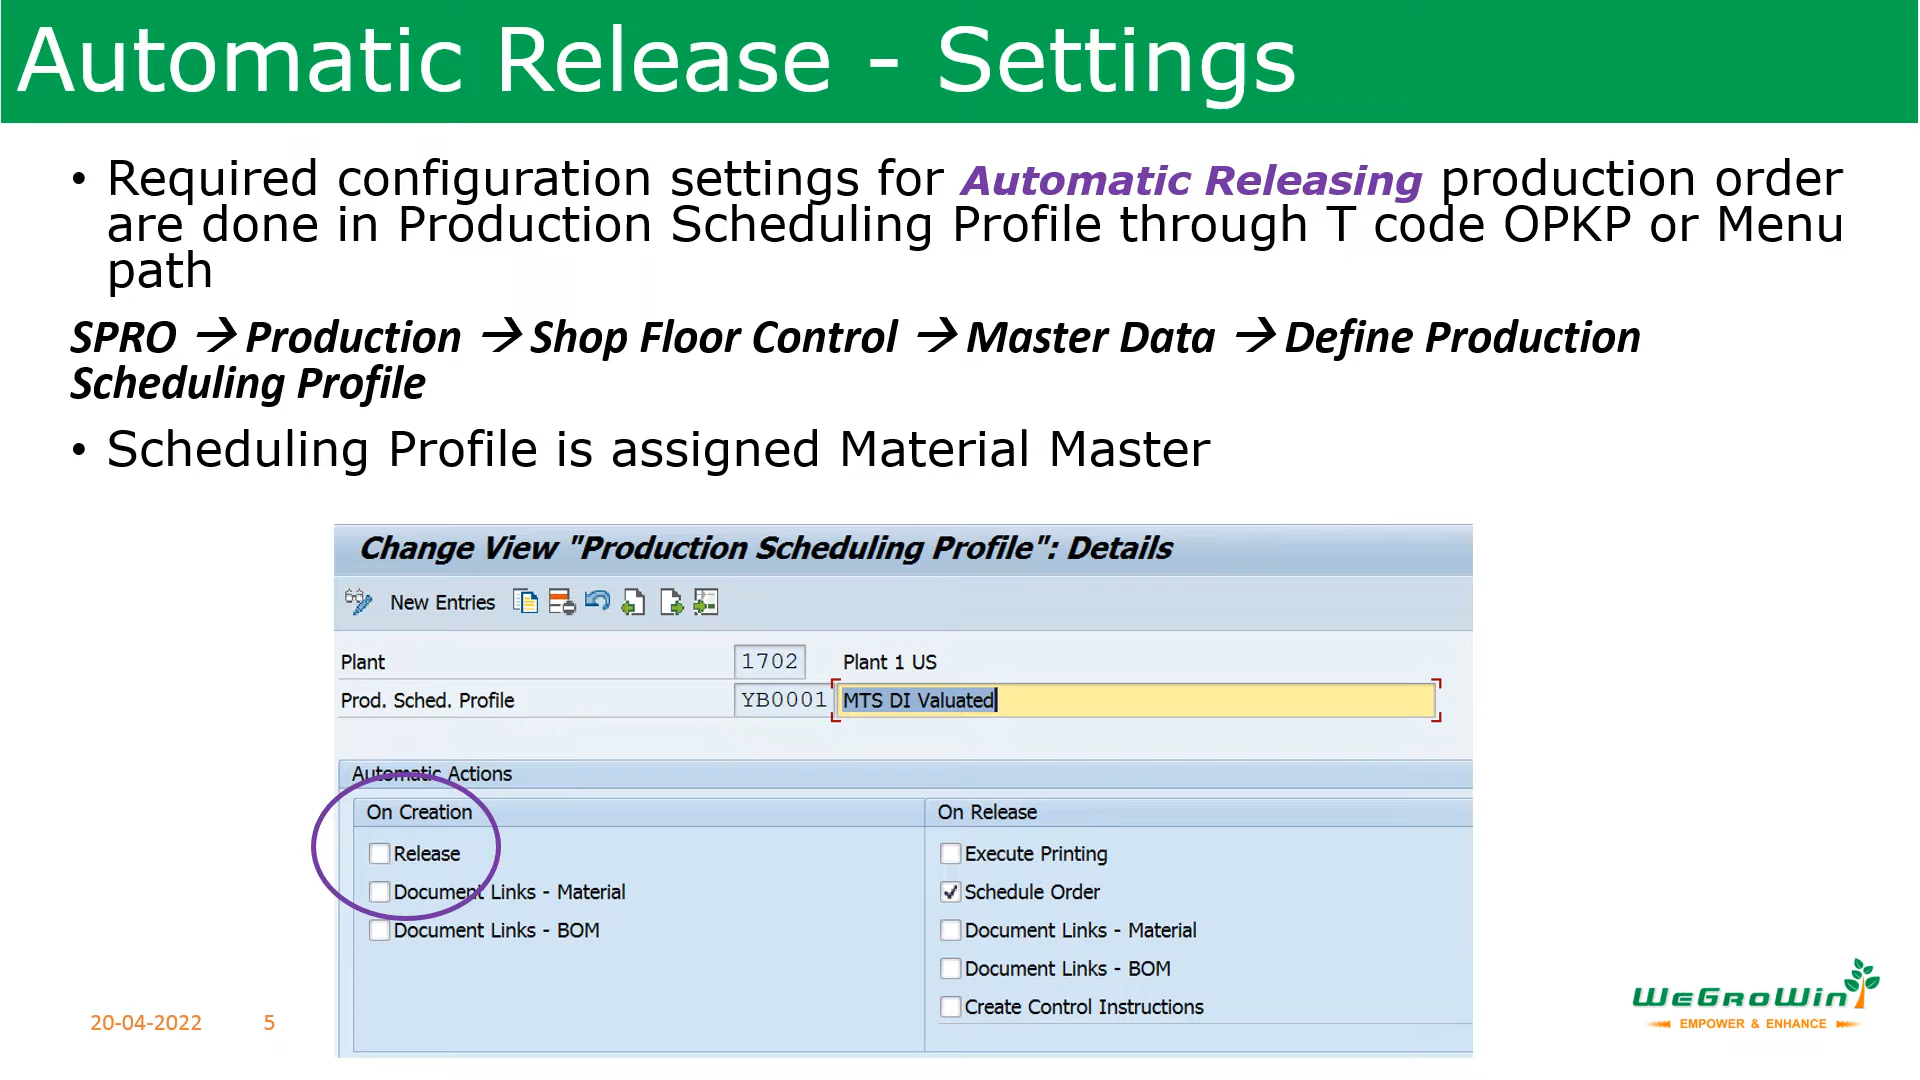 Automatic Release - Settings
• Required configuration settings for Automatic Releasing production order
are done in Production Scheduling Profile through T code OPKP or Menu
path
SPRO → Production → Shop Floor Control → Master Data → Define Production
Scheduling Profile
• Scheduling Profile is assigned Material Master
Change View "Production Scheduling Profile": Details
New Entries
Plant 1702 Plant 1 US
Prod. Sched. Profile YB0001 MTS DI Valuated
Automatic Actions
On Creation
Release
Document Links - Material
Document Links - BOM
On Release
Execute Printing
Schedule Order
Document Links - Material
Document Links - BOM
Create Control Instructions
20-04-2022 5
WeGroWin
EMPOWER & ENHANCE